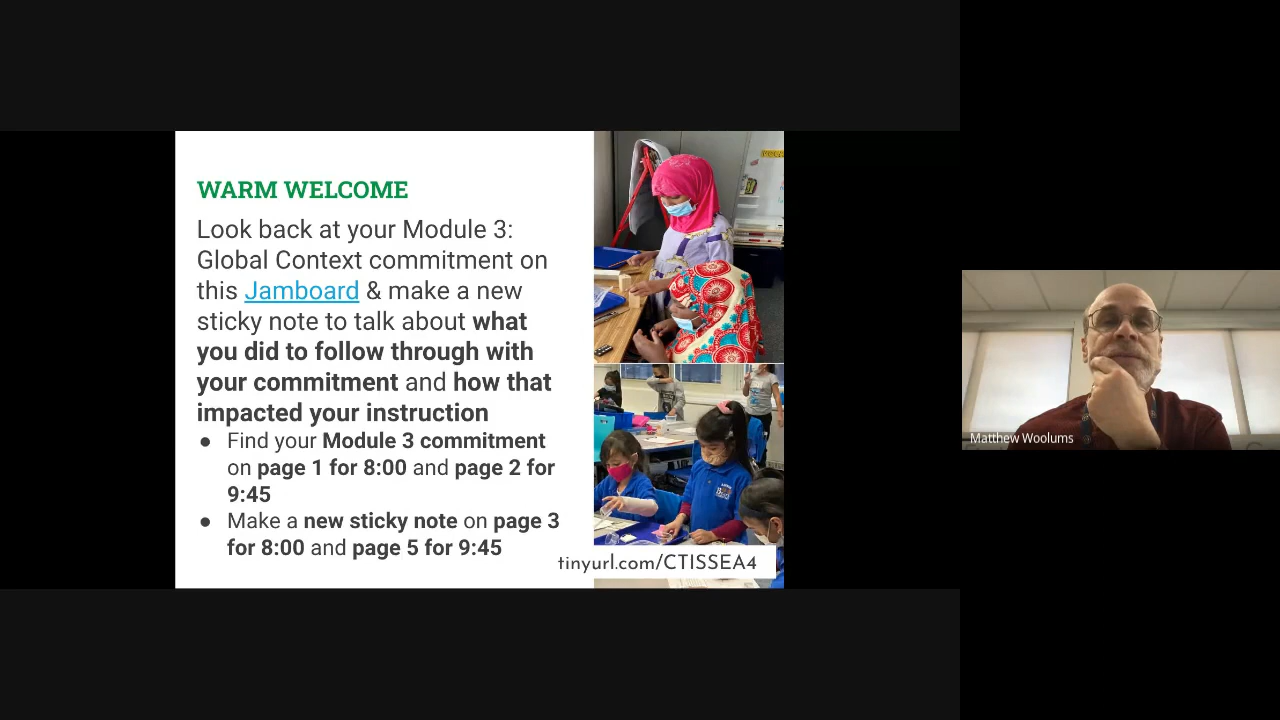 WARM WELCOME
Look back at your Module 3:
Global Context commitment on
this Jamboard & make a new
sticky note to talk about what
you did to follow through with
your commitment and how that
impacted your instruction
● Find your Module 3 commitment
on page 1 for 8:00 and page 2 for
9:45
● Make a new sticky note on page 3
for 8:00 and page 5 for 9:45
tinyurl.com/CTISSEA4
Matthew Woolums